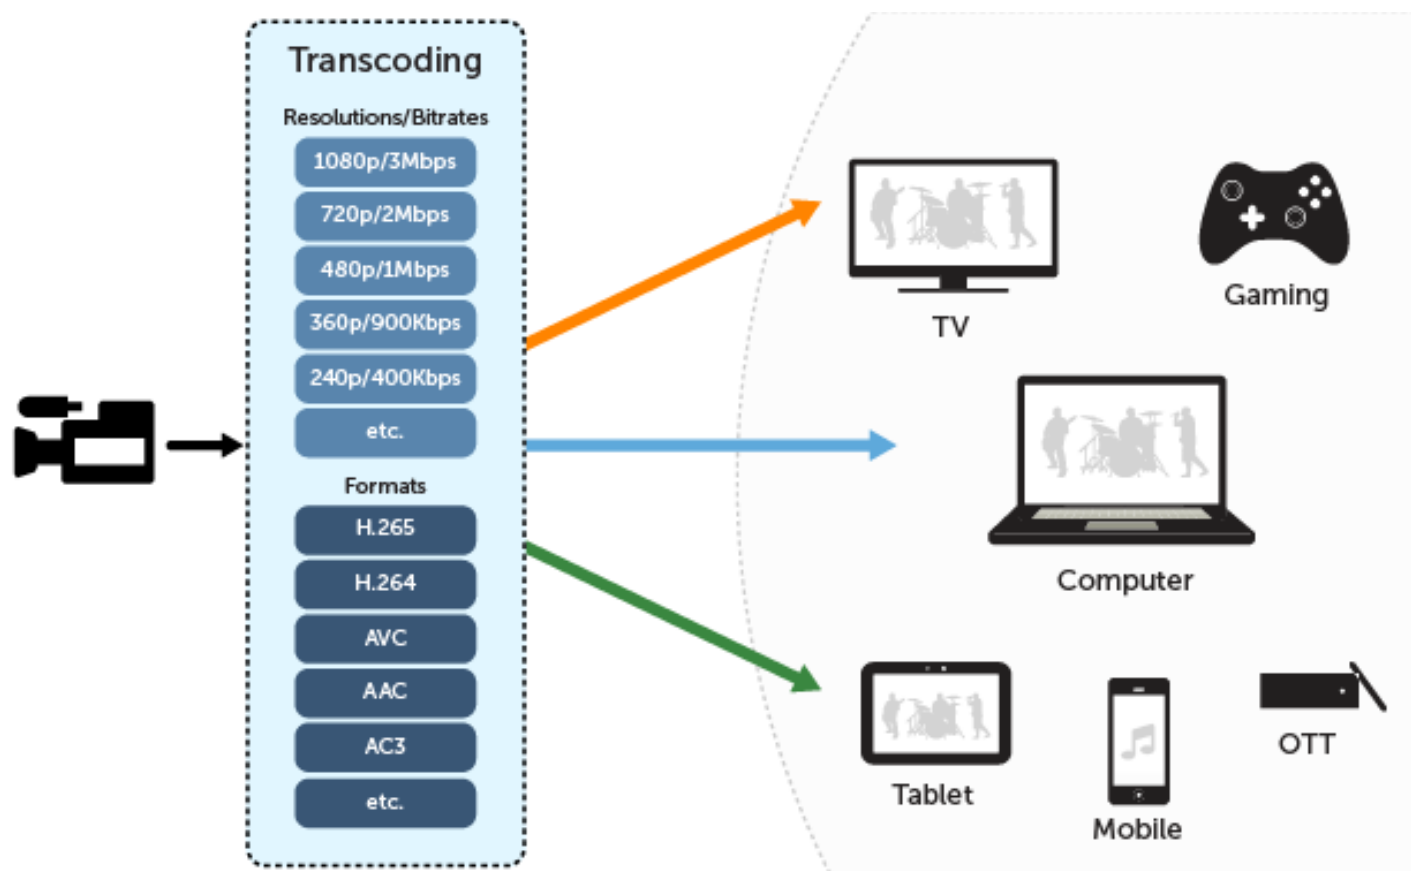 Transcoding
Resolutions/Bitrates
1080p/3Mbps
720p/2Mbps
480p/1Mbps
360p/900Kbps
240p/400Kbps
etc.
Formats
H.265
H.264
AVC
AAC
AC3
etc.
TV
Gaming
Computer
Tablet
Mobile
OTT